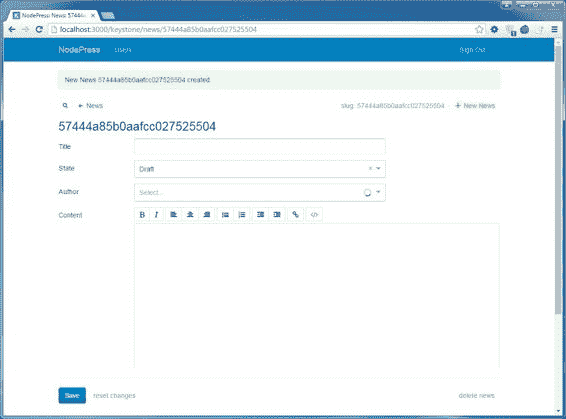 NodePress: News: 57444a
localhost:3000/keystone/news/57444a85b0aafcc027525504
NodePress Users Sign Out
New News 57444a85b0aafcc027525504 created.
News slug: 57444a85b0aafcc027525504 + New News
57444a85b0aafcc027525504
Title
State Draft
Author Select...
Content B I </>
Save reset changes delete news